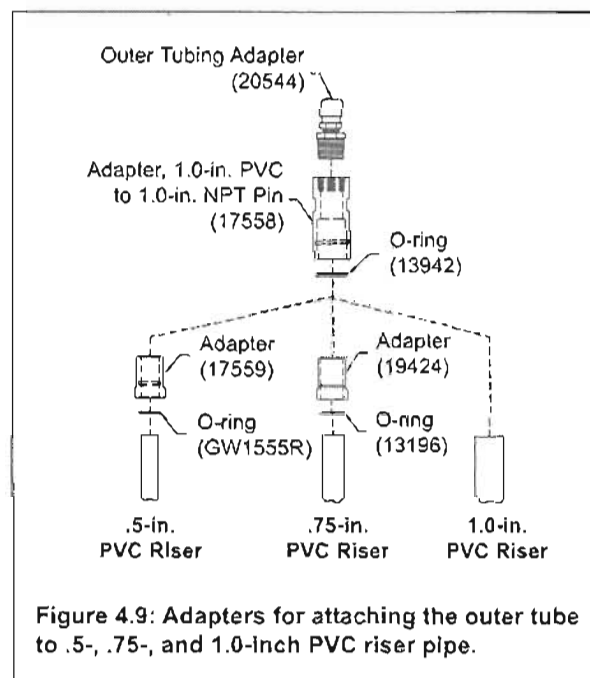 Outer Tubing Adapter
(20544)
Adapter, 1.0-in. PVC
to 1.0-in. NPT Pin
(17558)
O-ring
(13942)
Adapter
(17559)
Adapter
(19424)
O-ring
(GW1555R)
O-ring
(13196)
.5-in.
PVC Riser
.75-in.
PVC Riser
1.0-in.
PVC Riser
Figure 4.9: Adapters for attaching the outer tube
to .5-, .75-, and 1.0-inch PVC riser pipe.